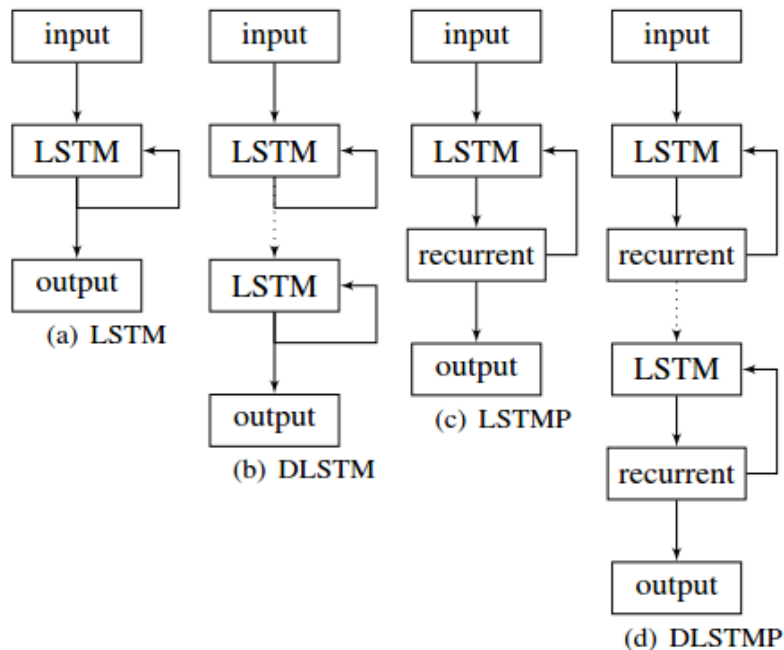 input
LSTM
output
(a) LSTM
input
LSTM
LSTM
output
(b) DLSTM
input
LSTM
recurrent
output
(c) LSTMP
input
LSTM
recurrent
LSTM
recurrent
output
(d) DLSTMP